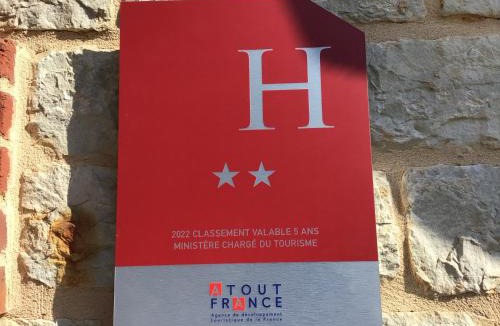 H
2022 CLASSEMENT VALABLE 5 ANS
MINISTÈRE CHARGÉ DU TOURISME
ATOUT
FRANCE
Agence de développement
touristique de la France